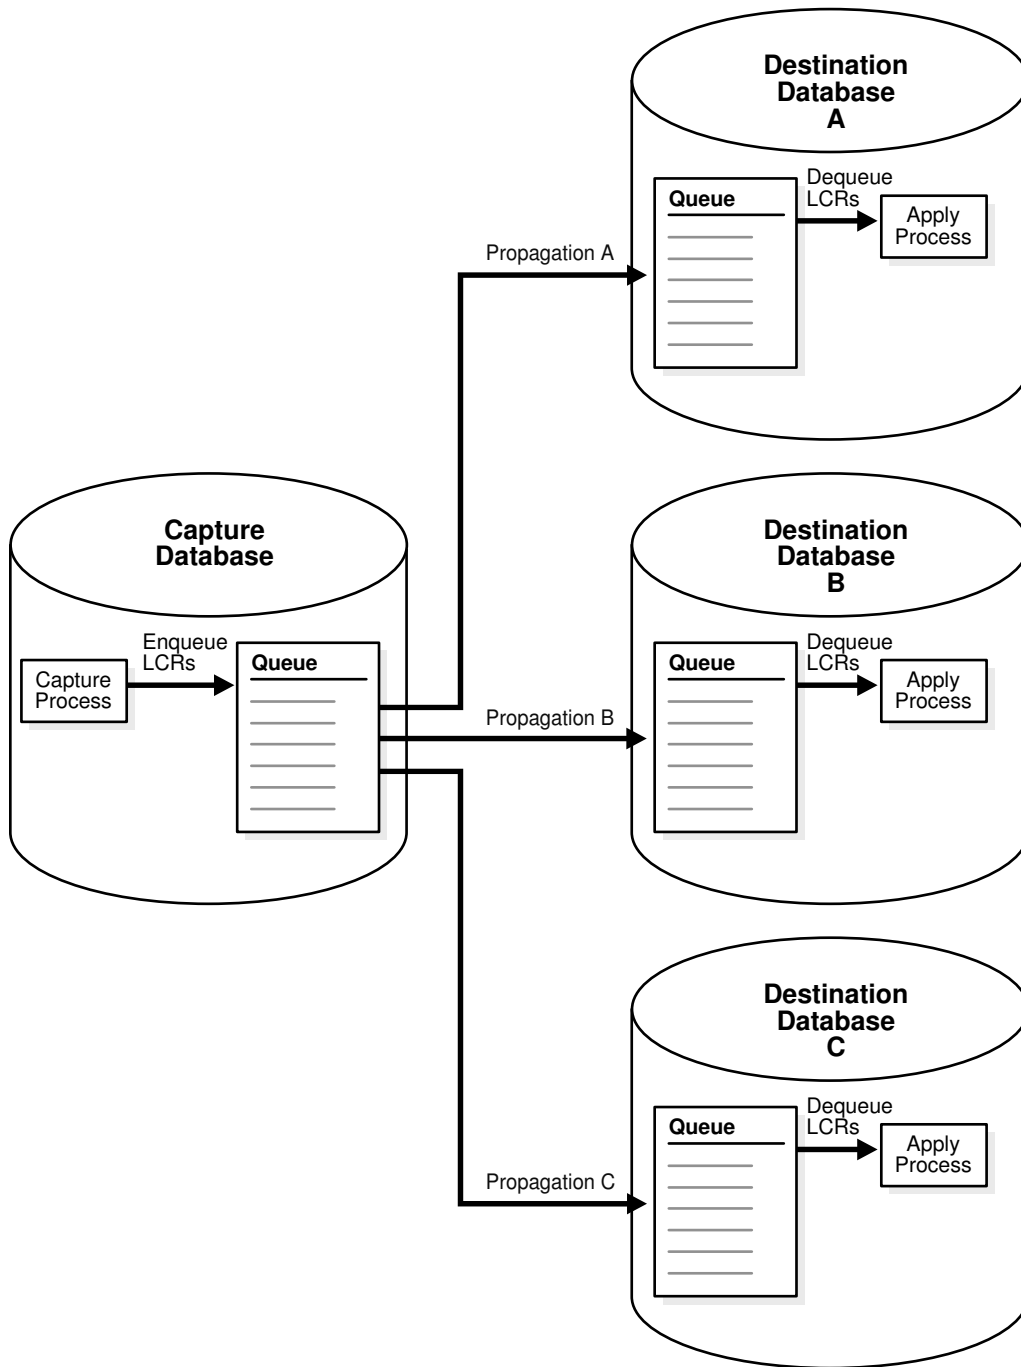 Destination
Database
A
Queue
Dequeue
LCRs
Apply
Process
Propagation A
Capture
Database
Capture
Process
Enqueue
LCRs
Queue
Propagation B
Destination
Database
B
Queue
Dequeue
LCRs
Apply
Process
Propagation C
Destination
Database
C
Queue
Dequeue
LCRs
Apply
Process